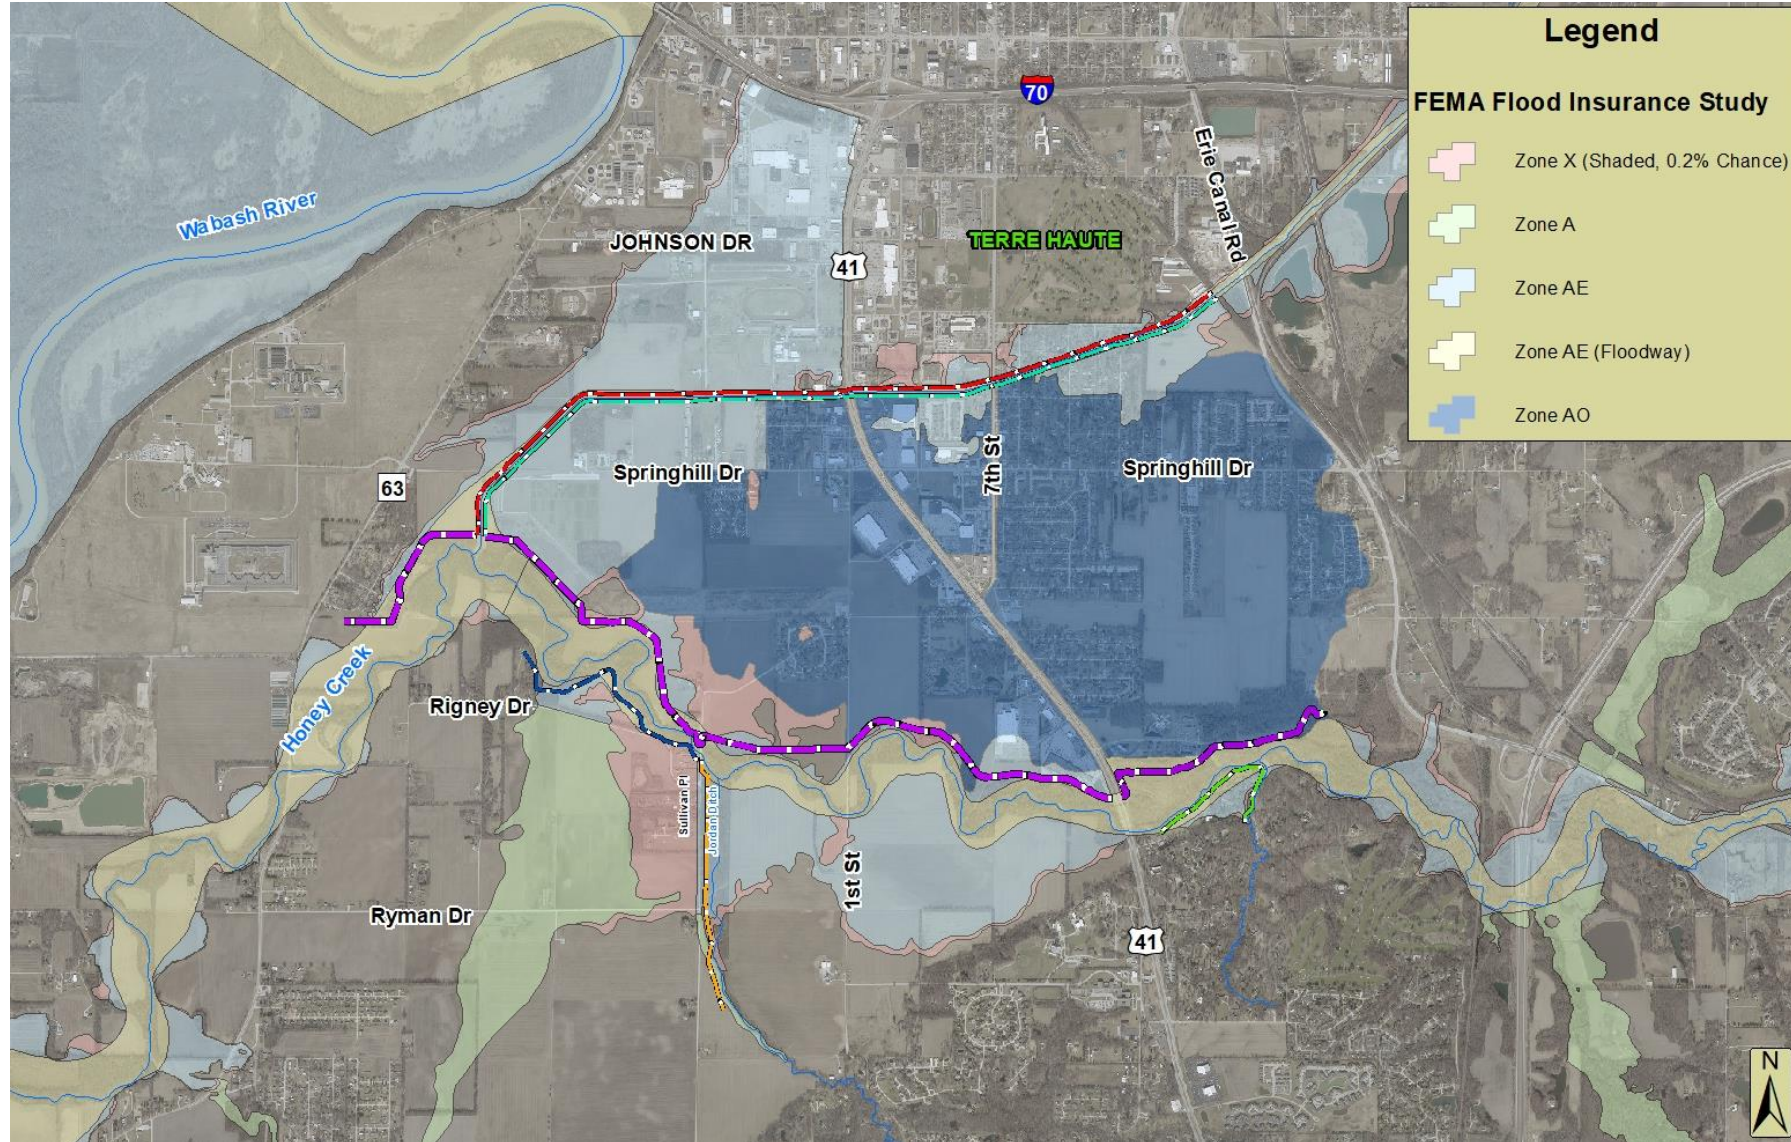 Legend
FEMA Flood Insurance Study
Zone X (Shaded, 0.2% Chance)
Zone A
Zone AE
Zone AE (Floodway)
Zone AO
70
Erie Canal Rd
Wabash River
JOHNSON DR
TERRE HAUTE
41
7th St
Springhill Dr
Springhill Dr
63
Honey Creek
Rigney Dr
Sullivan Pl
Jordan Ditch
1st St
Ryman Dr
41
N